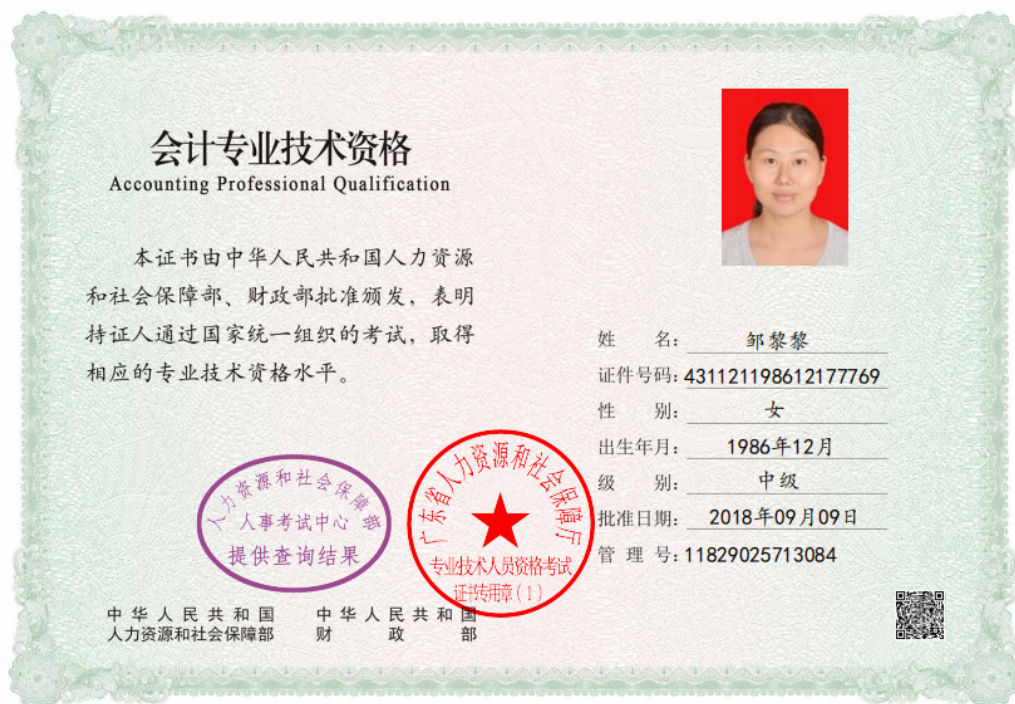 会计专业技术资格
Accounting Professional Qualification
本证书由中华人民共和国人力资源
和社会保障部、财政部批准颁发，表明
持证人通过国家统一组织的考试，取得
相应的专业技术资格水平。
姓 名：邹黎黎
证件号码：431121198612177769
性 别：女
出生年月：1986年12月
级 别：中级
批准日期：2018年09月09日
管 理 号：11829025713084
人力资源和社会保障部
人事考试中心
提供查询结果
广东省人力资源和社会保障厅
专业技术人员资格考试
证书专用章(1)
中华人民共和国
人力资源和社会保障部
中华人民共和国
财政部